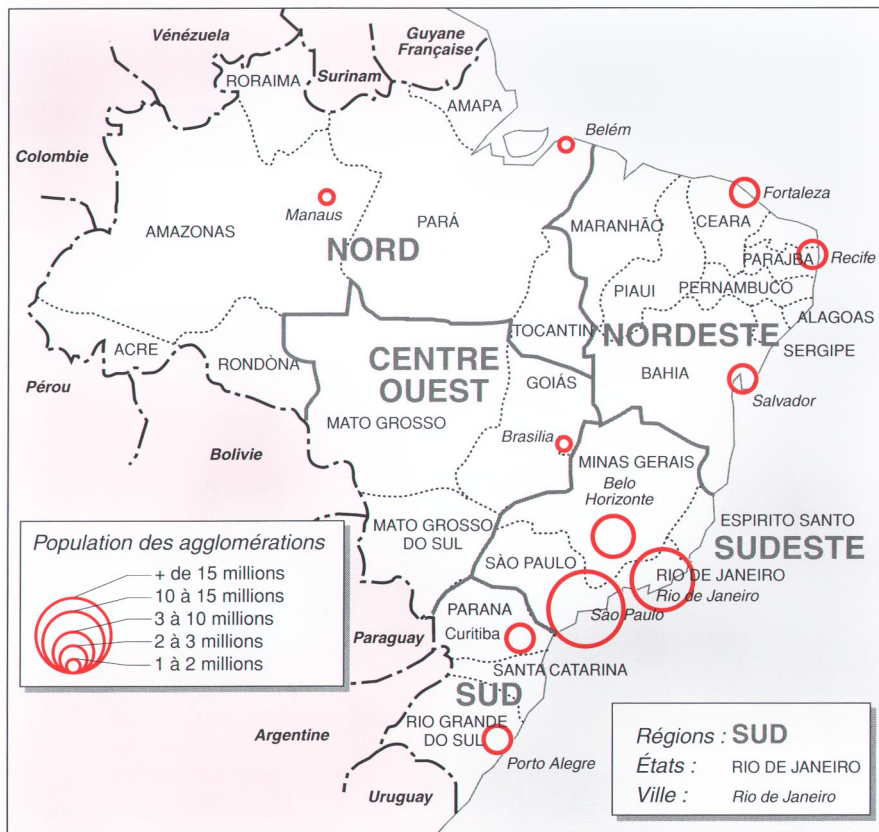 Vénézuela
Guyane
Française
Surinam
RORAIMA
AMAPA
Colombie
Belém
Manaus
Fortaleza
AMAZONAS
PARÁ
MARANHÃO
CEARA
NORD
PARAJBA
Recife
PIAUI
PERNAMBUCO
ALAGOAS
TOCANTIN
NORDESTE
SERGIPE
ACRE
RONDÒNA
CENTRE
OUEST
GOIÁS
BAHIA
Pérou
Salvador
MATO GROSSO
Brasilia
Bolivie
MINAS GERAIS
Belo
Horizonte
MATO GROSSO
DO SUL
ESPIRITO SANTO
SUDESTE
SÀO PAULO
RIO DE JANEIRO
Rio de Janeiro
São Paulo
PARANA
Curitiba
Paraguay
SANTA CATARINA
SUD
RIO GRANDE
DO SUL
Argentine
Porto Alegre
Uruguay
Population des agglomérations
+ de 15 millions
10 à 15 millions
3 à 10 millions
2 à 3 millions
1 à 2 millions
Régions : SUD
États : RIO DE JANEIRO
Ville : Rio de Janeiro